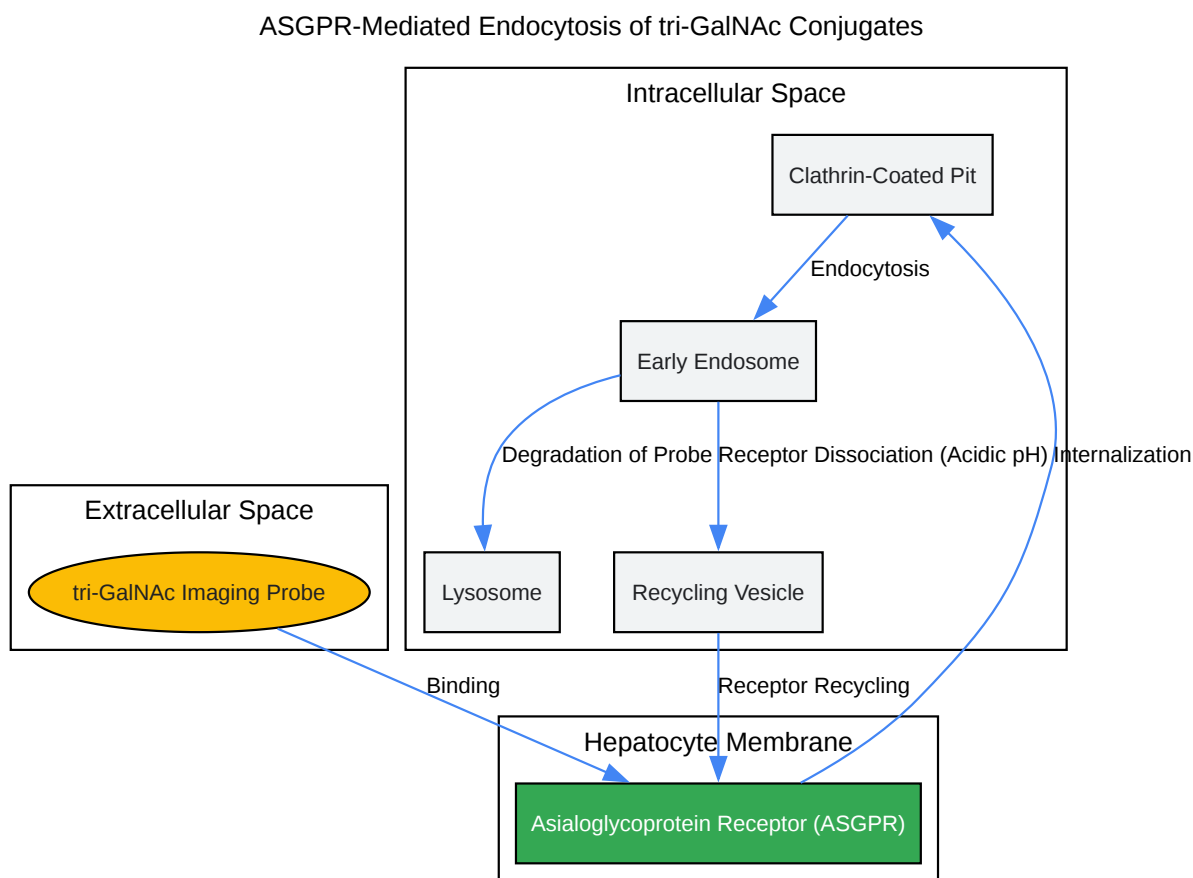 ASGPR-Mediated Endocytosis of tri-GalNAc Conjugates
Intracellular Space
Clathrin-Coated Pit
Endocytosis
Early Endosome
Degradation of Probe
Receptor Dissociation (Acidic pH)
Internalization
Extracellular Space
tri-GalNAc Imaging Probe
Lysosome
Recycling Vesicle
Binding
Receptor Recycling
Hepatocyte Membrane
Asialoglycoprotein Receptor (ASGPR)